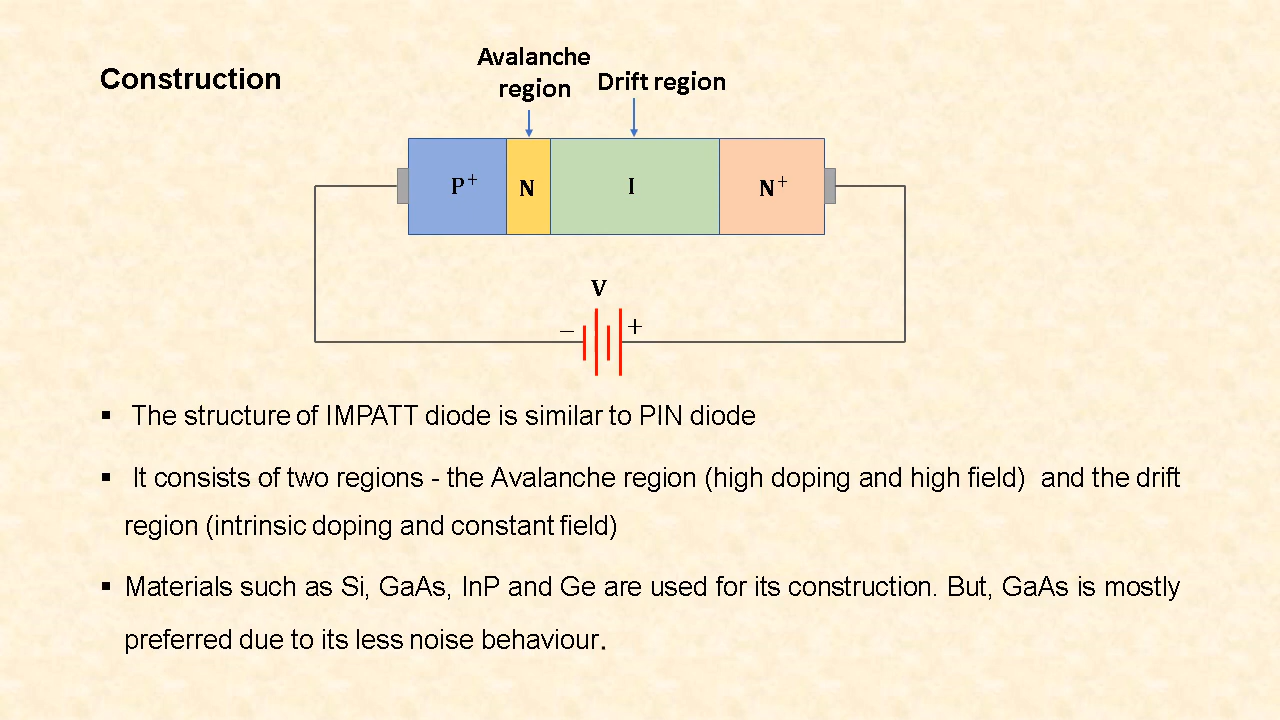 Construction
Avalanche
region
Drift region
P⁺
N
I
N⁺
V
– +
▪ The structure of IMPATT diode is similar to PIN diode
▪ It consists of two regions - the Avalanche region (high doping and high field) and the drift
region (intrinsic doping and constant field)
▪ Materials such as Si, GaAs, InP and Ge are used for its construction. But, GaAs is mostly
preferred due to its less noise behaviour.